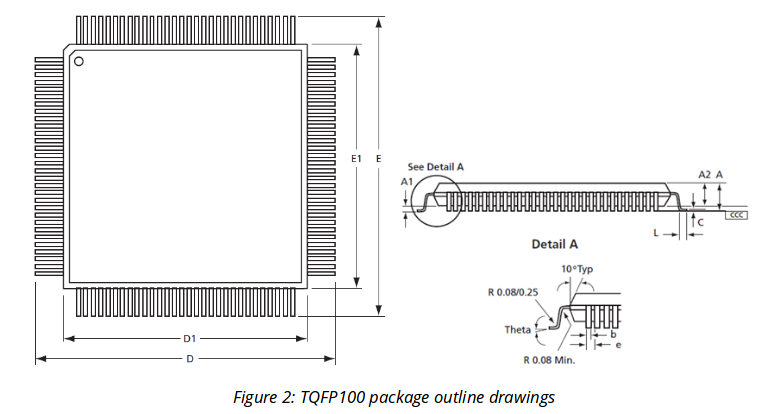 E1 E
D1
D
See Detail A
A1
A2 A
CCC
C
L
Detail A
10°Typ
R 0.08/0.25
Theta
b
e
R 0.08 Min.
Figure 2: TQFP100 package outline drawings